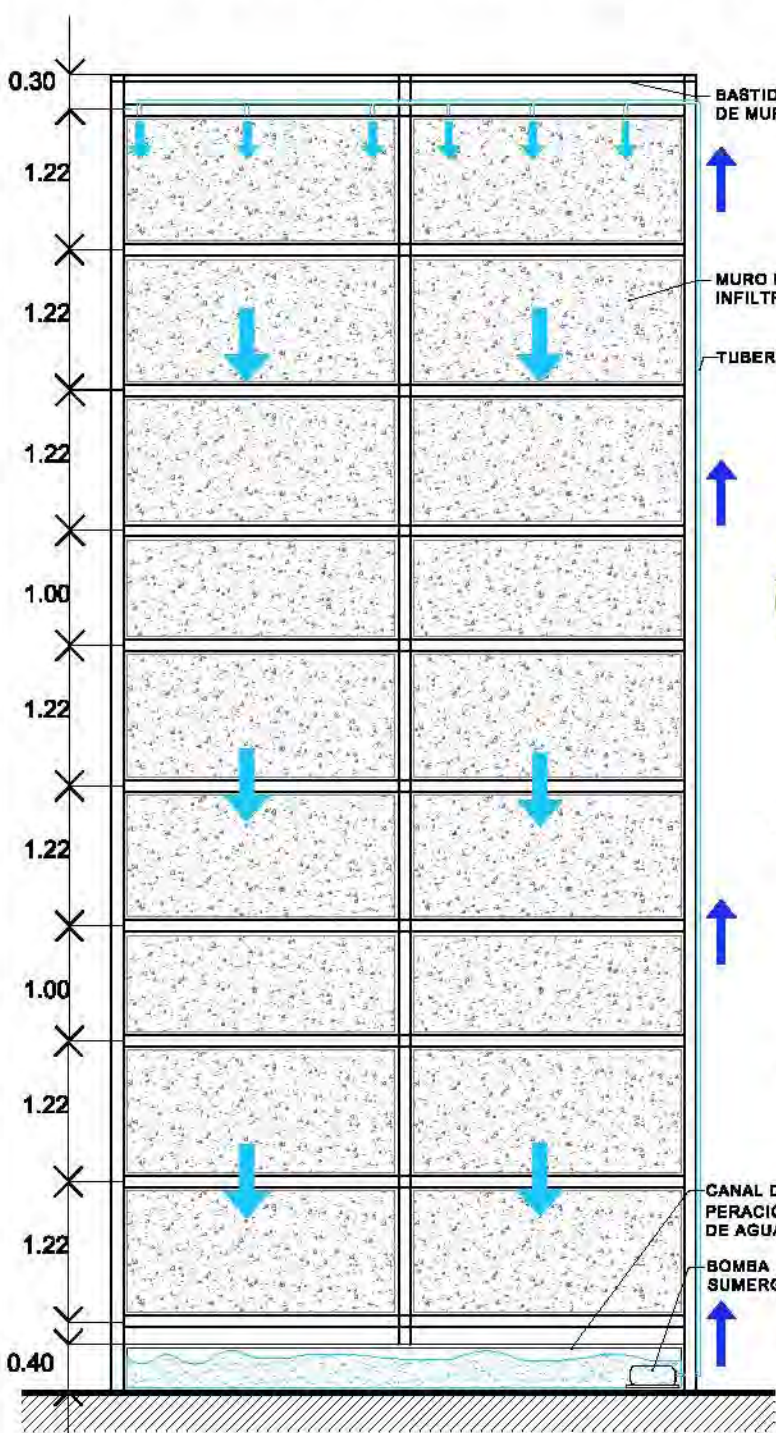 0.30
BASTID
DE MUR
1.22
MURO
INFILTR
1.22
TUBER
1.22
1.00
1.22
1.22
1.00
1.22
CANAL D
PERACIO
DE AGUA
1.22
BOMBA
SUMERG
0.40